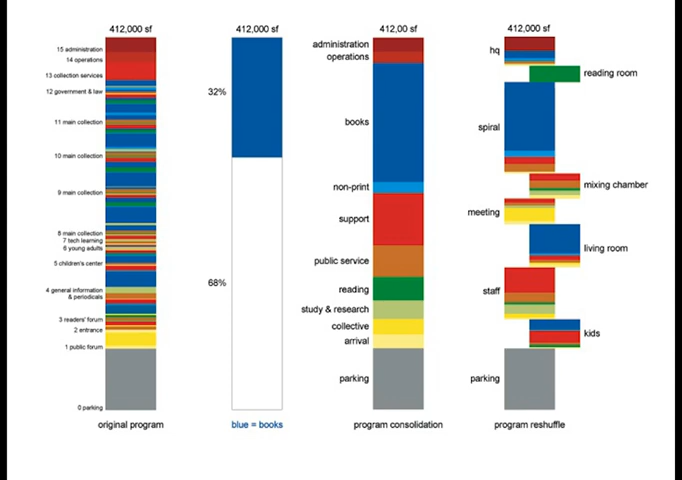 412,000 sf
15 administration
14 operations
13 collection services
12 government & law
11 main collection
10 main collection
9 main collection
8 main collection
7 tech learning
6 young adults
5 children's center
4 general information
& periodicals
3 readers' forum
2 entrance
1 public forum
0 parking
original program
412,000 sf
32%
68%
blue = books
412,00 sf
administration
operations
books
non-print
support
public service
reading
study & research
collective
arrival
parking
program consolidation
412,000 sf
hq
reading room
spiral
mixing chamber
meeting
living room
staff
kids
parking
program reshuffle